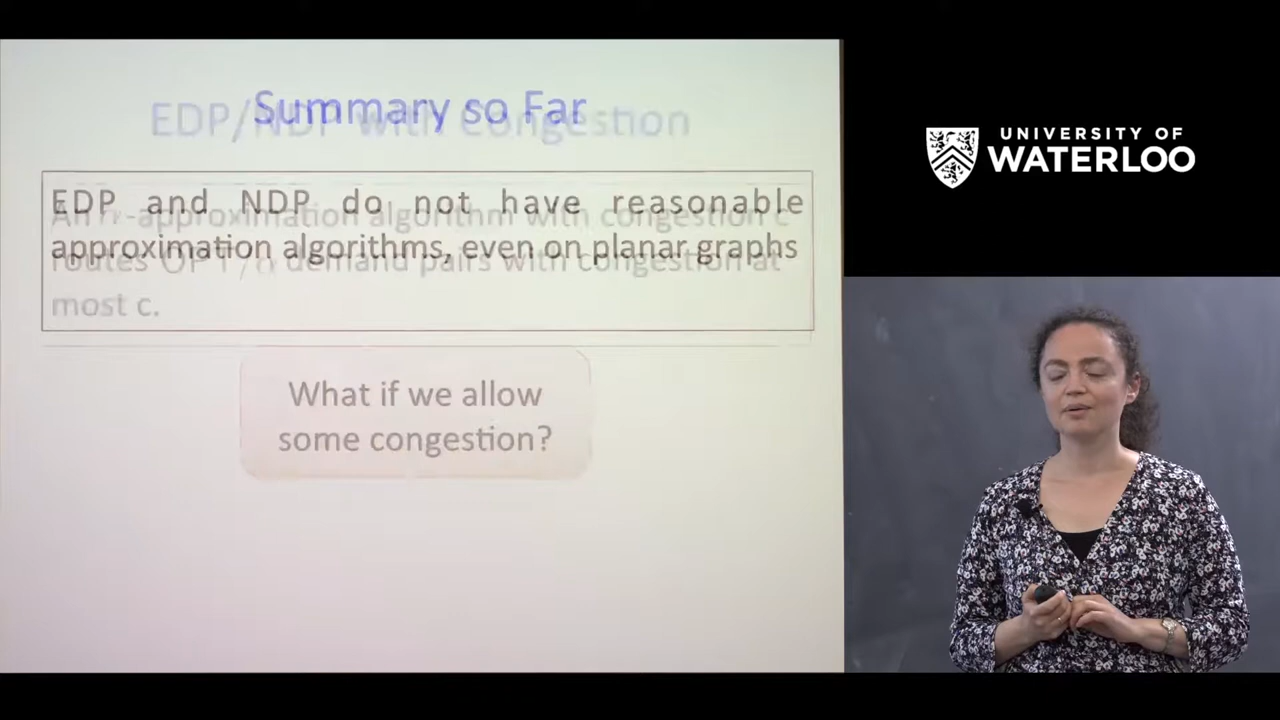 Summary so Far
EDP/NDP with Congestion
EDP and NDP do not have reasonable
approximation algorithms, even on planar graphs
An α-approximation algorithm with congestion c
routes OPT/α demand pairs with congestion at
most c.
What if we allow
some congestion?
UNIVERSITY OF
WATERLOO